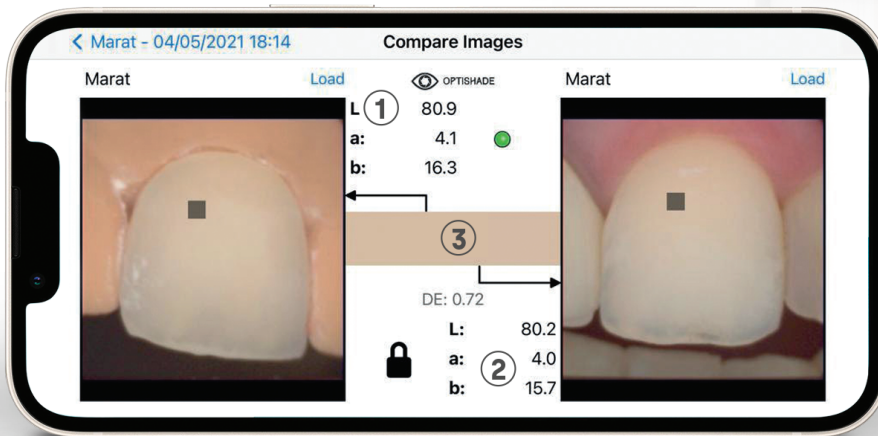 Marat - 04/05/2021 18:14
Compare Images
Marat
Load
OPTISHADE
Marat
Load
L 1 80.9
a: 4.1
b: 16.3
3
DE: 0.72
L: 80.2
a: 4.0
2
b: 15.7